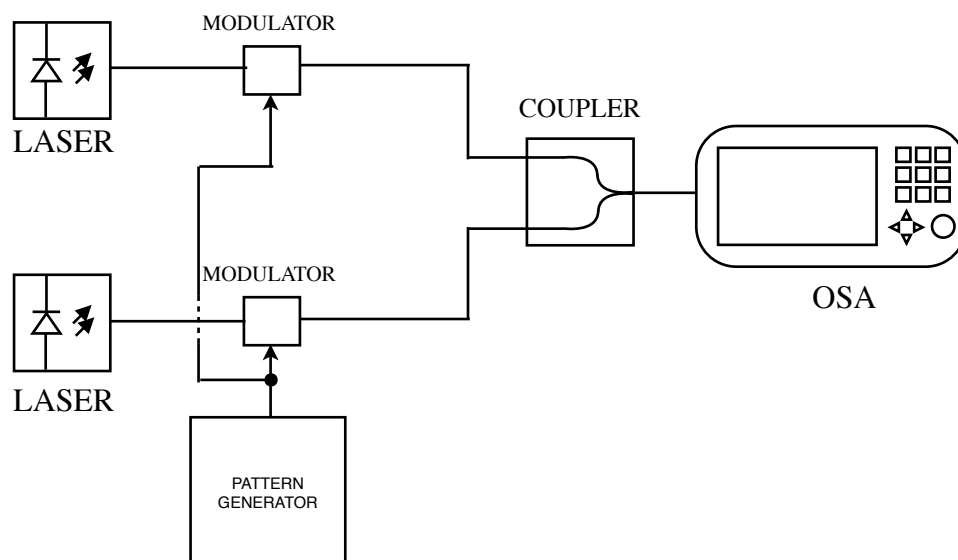 MODULATOR
LASER
COUPLER
MODULATOR
OSA
LASER
PATTERN
GENERATOR